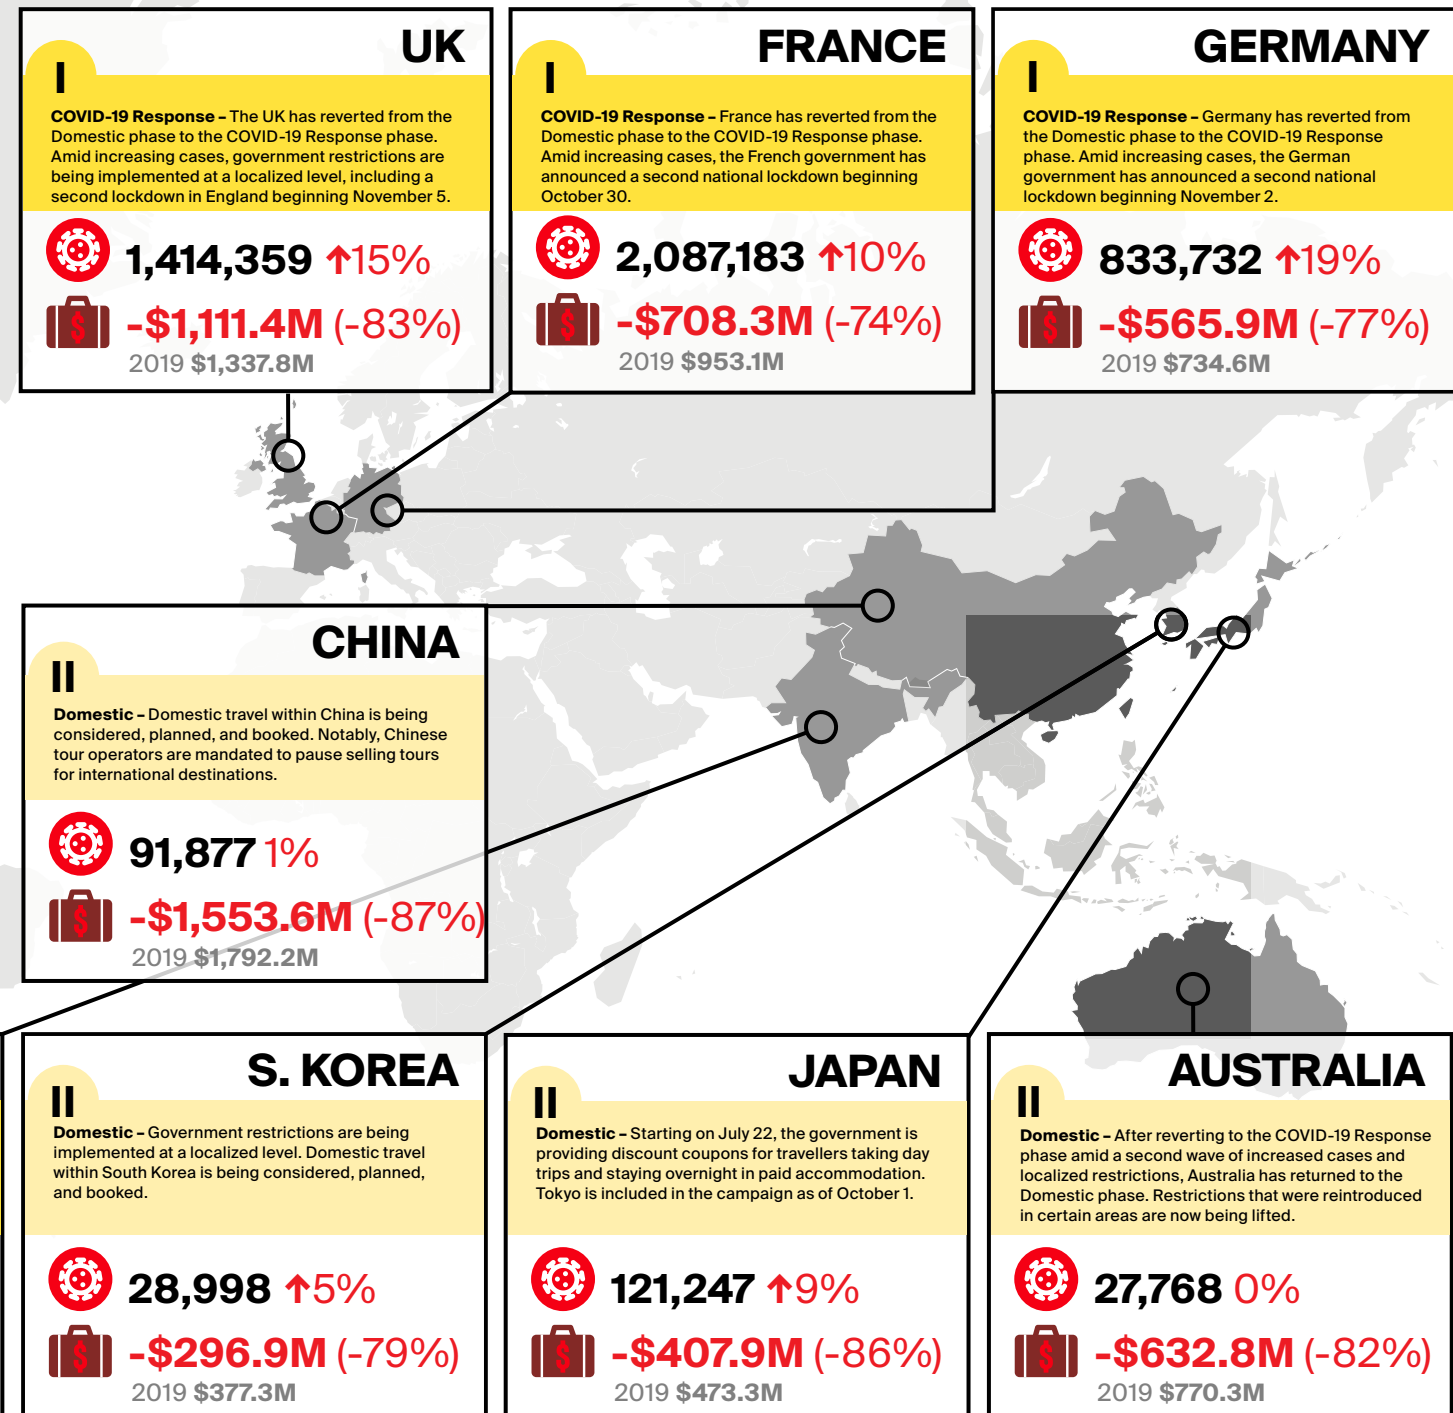 UK
I
COVID-19 Response – The UK has reverted from the
Domestic phase to the COVID-19 Response phase.
Amid increasing cases, government restrictions are
being implemented at a localized level, including a
second lockdown in England beginning November 5.
1,414,359 ↑15%
$
-$1,111.4M (-83%)
2019 $1,337.8M
FRANCE
I
COVID-19 Response – France has reverted from the
Domestic phase to the COVID-19 Response phase.
Amid increasing cases, the French government has
announced a second national lockdown beginning
October 30.
2,087,183 ↑10%
$
-$708.3M (-74%)
2019 $953.1M
GERMANY
I
COVID-19 Response – Germany has reverted from
the Domestic phase to the COVID-19 Response
phase. Amid increasing cases, the German
government has announced a second national
lockdown beginning November 2.
833,732 ↑19%
$
-$565.9M (-77%)
2019 $734.6M
CHINA
II
Domestic – Domestic travel within China is being
considered, planned, and booked. Notably, Chinese
tour operators are mandated to pause selling tours
for international destinations.
91,877 1%
$
-$1,553.6M (-87%)
2019 $1,792.2M
S. KOREA
II
Domestic – Government restrictions are being
implemented at a localized level. Domestic travel
within South Korea is being considered, planned,
and booked.
28,998 ↑5%
$
-$296.9M (-79%)
2019 $377.3M
JAPAN
II
Domestic – Starting on July 22, the government is
providing discount coupons for travellers taking day
trips and staying overnight in paid accommodation.
Tokyo is included in the campaign as of October 1.
121,247 ↑9%
$
-$407.9M (-86%)
2019 $473.3M
AUSTRALIA
II
Domestic – After reverting to the COVID-19 Response
phase amid a second wave of increased cases and
localized restrictions, Australia has returned to the
Domestic phase. Restrictions that were reintroduced
in certain areas are now being lifted.
27,768 0%
$
-$632.8M (-82%)
2019 $770.3M